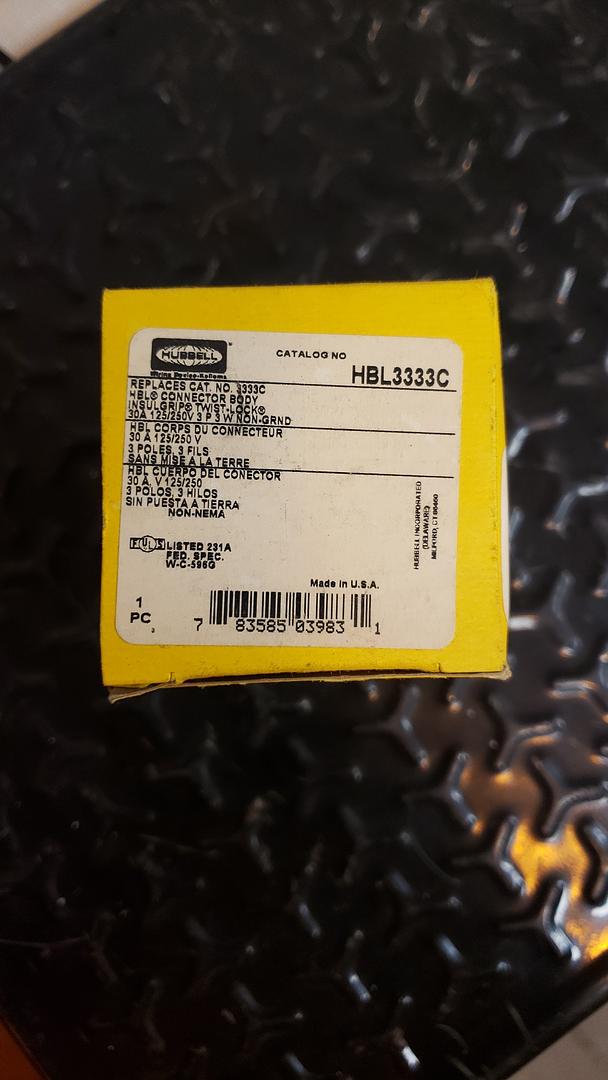 HUBBELL
Wiring Device-Kellems
CATALOG NO
HBL3333C
REPLACES CAT. NO. 3333C
HBL® CONNECTOR BODY
INSULGRIP® TWIST-LOCK®
30A 125/250V 3 P 3 W NON-GRND
HBL CORPS DU CONNECTEUR
30 A 125/250 V
3 POLES, 3 FILS
SANS MISE A LA TERRE
HBL CUERPO DEL CONECTOR
30 A, V 125/250
3 POLOS, 3 HILOS
SIN PUESTA A TIERRA
NON-NEMA
LISTED 231A
FED. SPEC.
W-C-596G
HUBBELL INCORPORATED
(DELAWARE)
MILFORD, CT 06460
Made in U.S.A.
1
PC
7 83585 03983 1